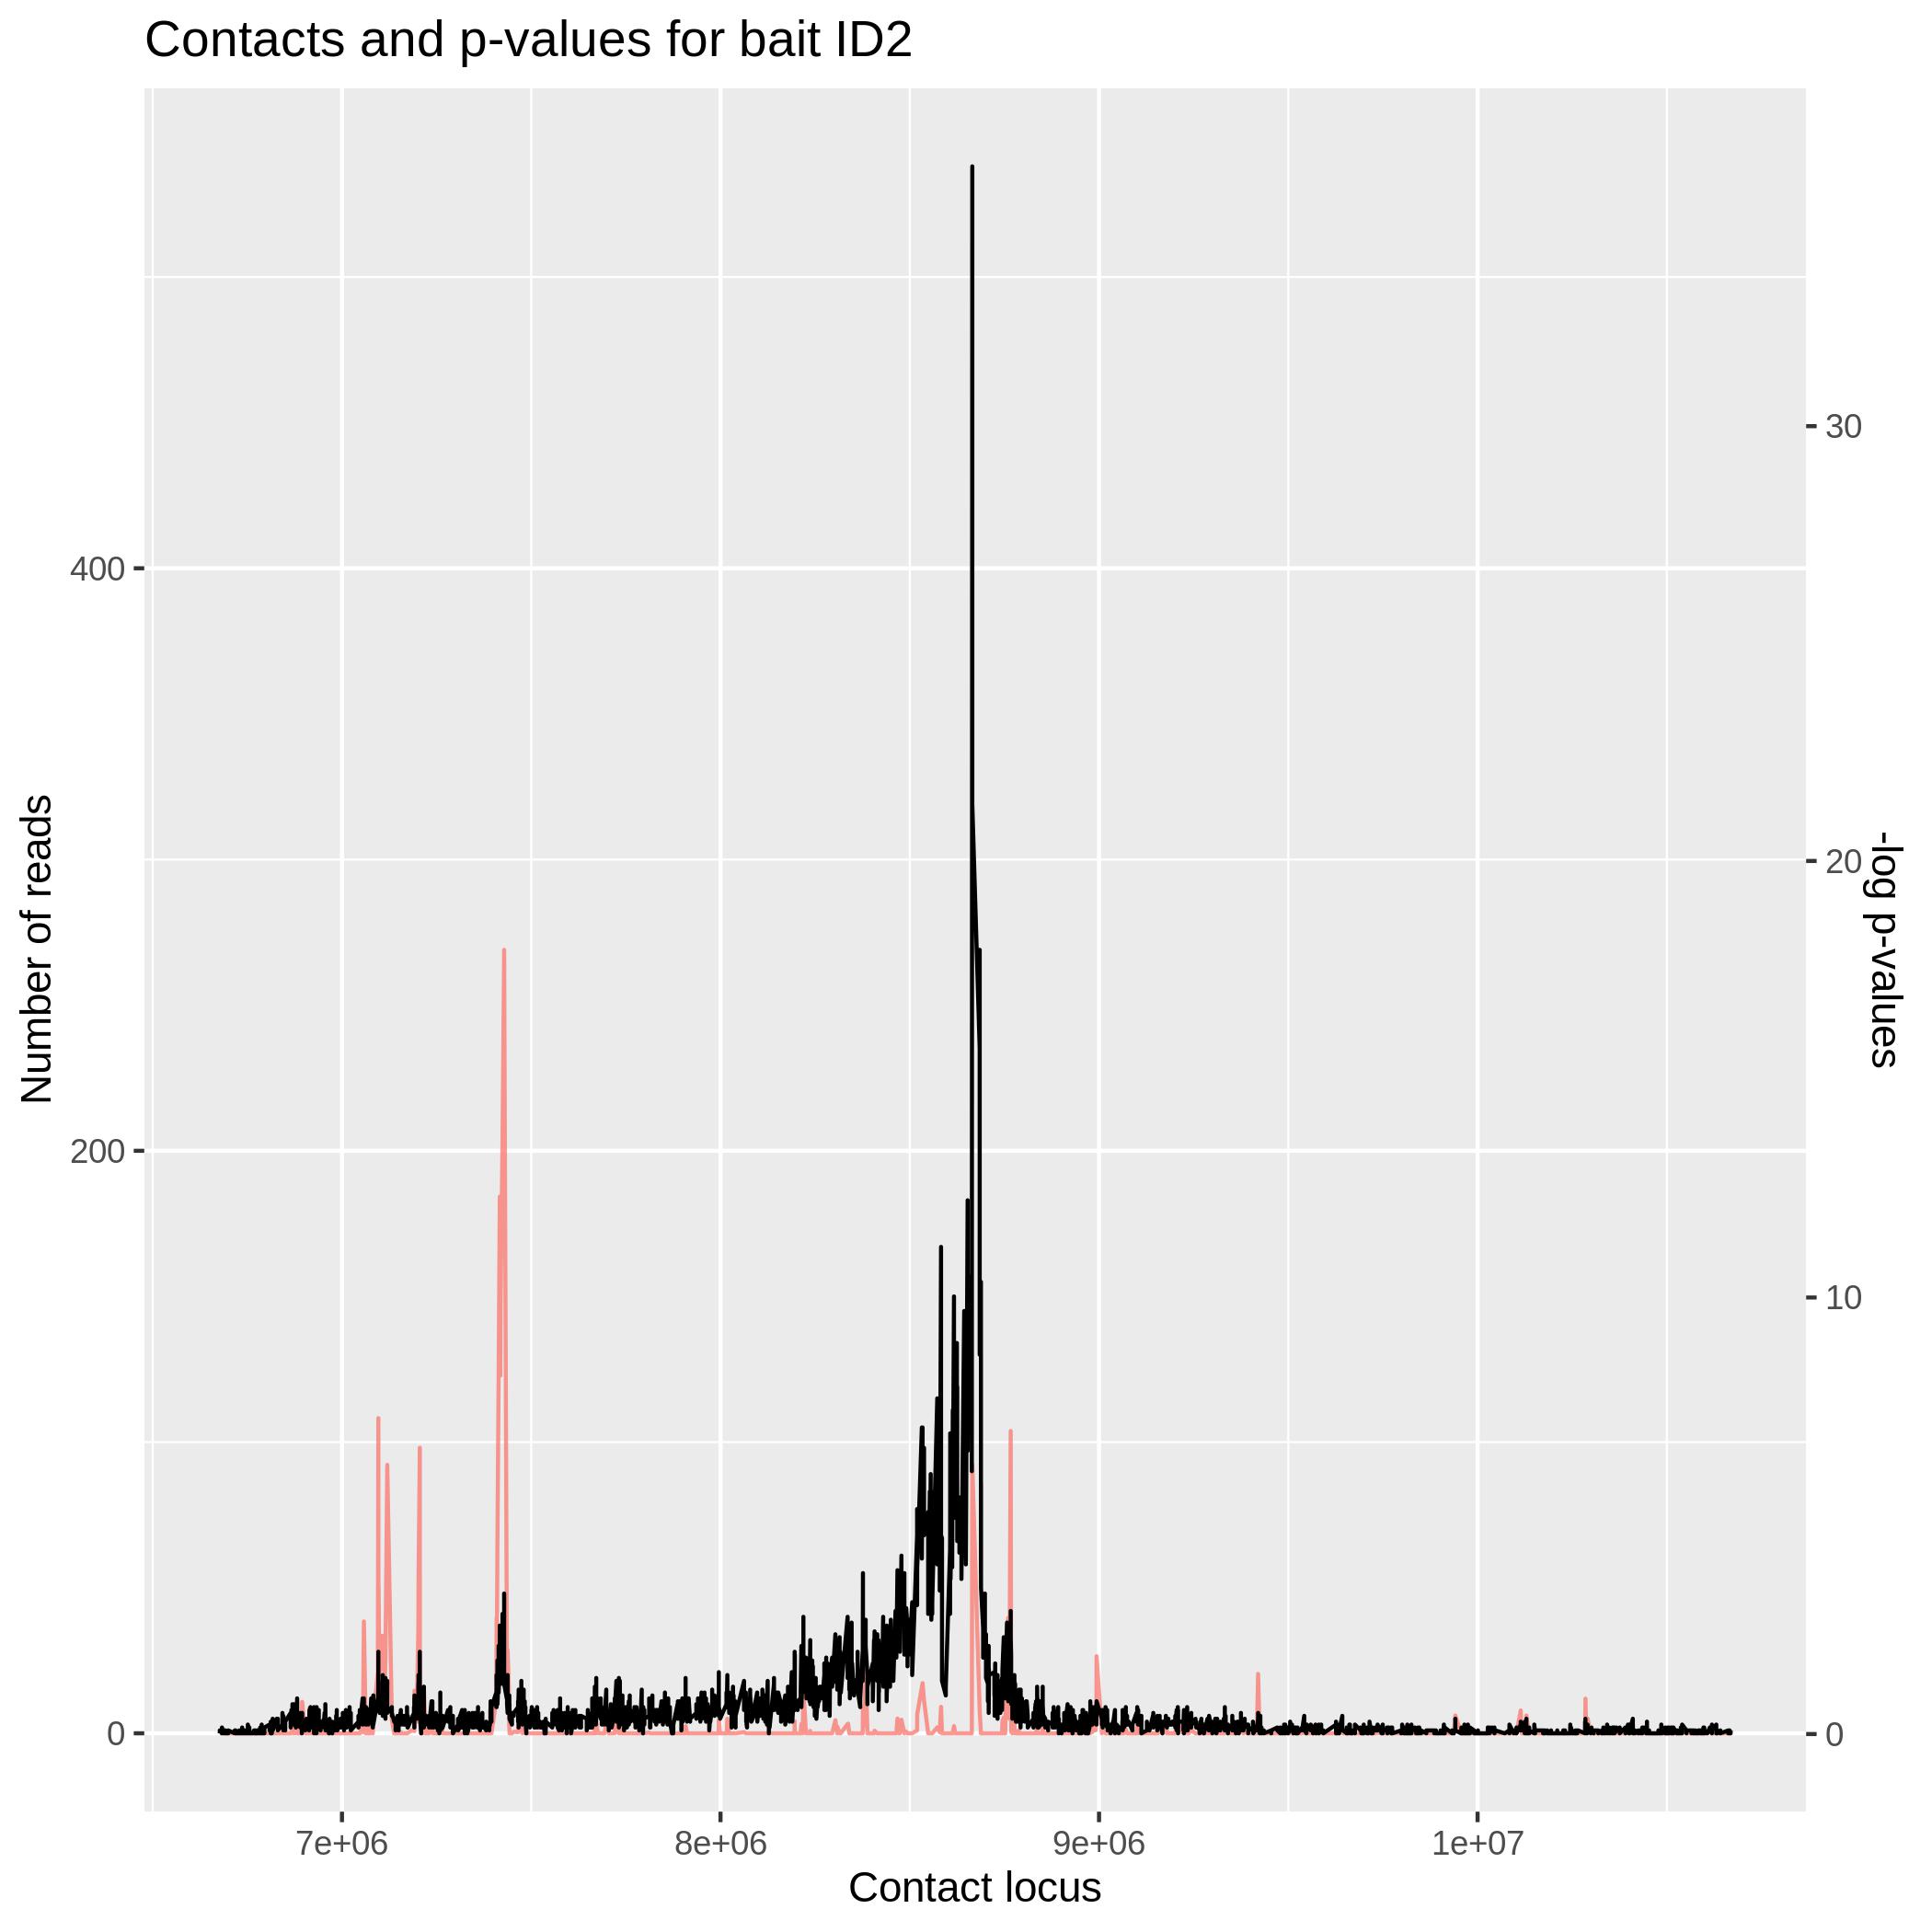 Contacts and p-values for bait ID2
Number of reads
400
200
0
30
20
10
0
-log p-values
7e+06
8e+06
9e+06
1e+07
Contact locus